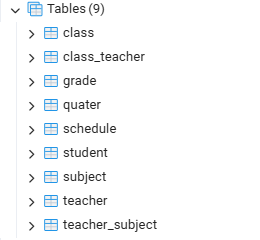 Tables (9)
class
class_teacher
grade
quater
schedule
student
subject
teacher
teacher_subject